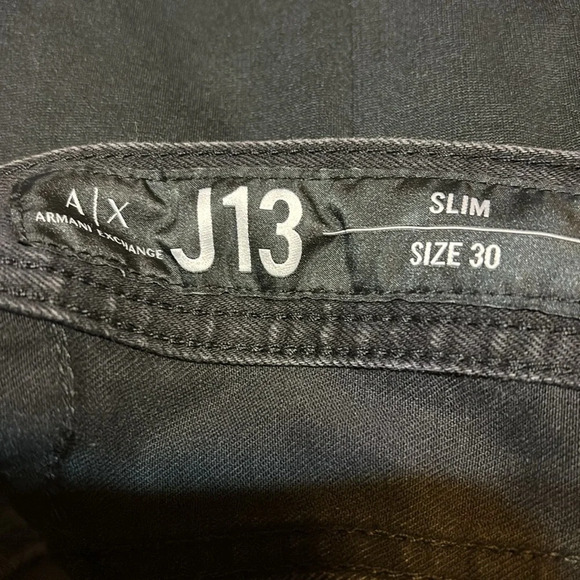 A|X
ARMANI EXCHANGE
J13
SLIM
SIZE 30